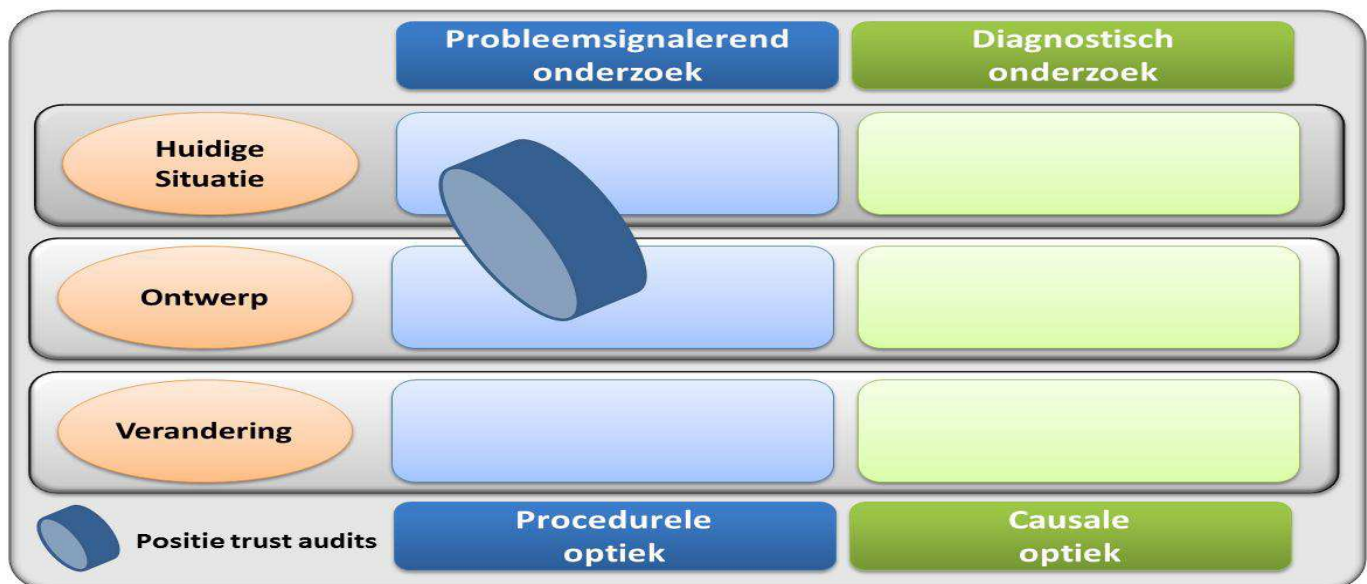 Probleemsignalerend
onderzoek
Diagnostisch
onderzoek
Huidige
Situatie
Ontwerp
Verandering
Positie trust audits
Procedurele
optiek
Causale
optiek